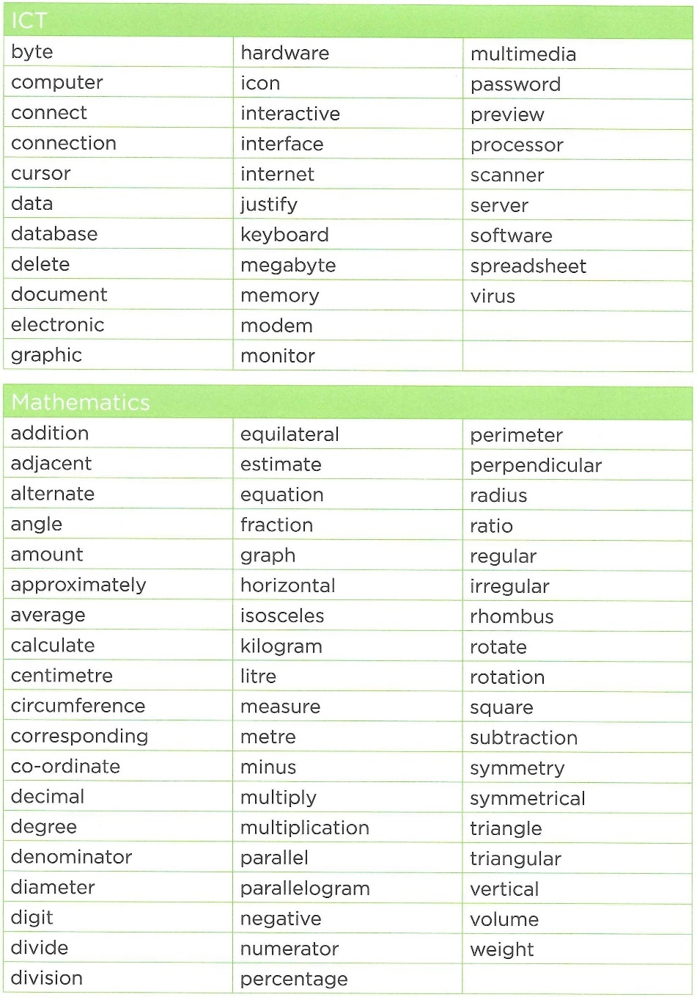 ICT
byte hardware multimedia
computer icon password
connect interactive preview
connection interface processor
cursor internet scanner
data justify server
database keyboard software
delete megabyte spreadsheet
document memory virus
electronic modem
graphic monitor
Mathematics
addition equilateral perimeter
adjacent estimate perpendicular
alternate equation radius
angle fraction ratio
amount graph regular
approximately horizontal irregular
average isosceles rhombus
calculate kilogram rotate
centimetre litre rotation
circumference measure square
corresponding metre subtraction
co-ordinate minus symmetry
decimal multiply symmetrical
degree multiplication triangle
denominator parallel triangular
diameter parallelogram vertical
digit negative volume
divide numerator weight
division percentage